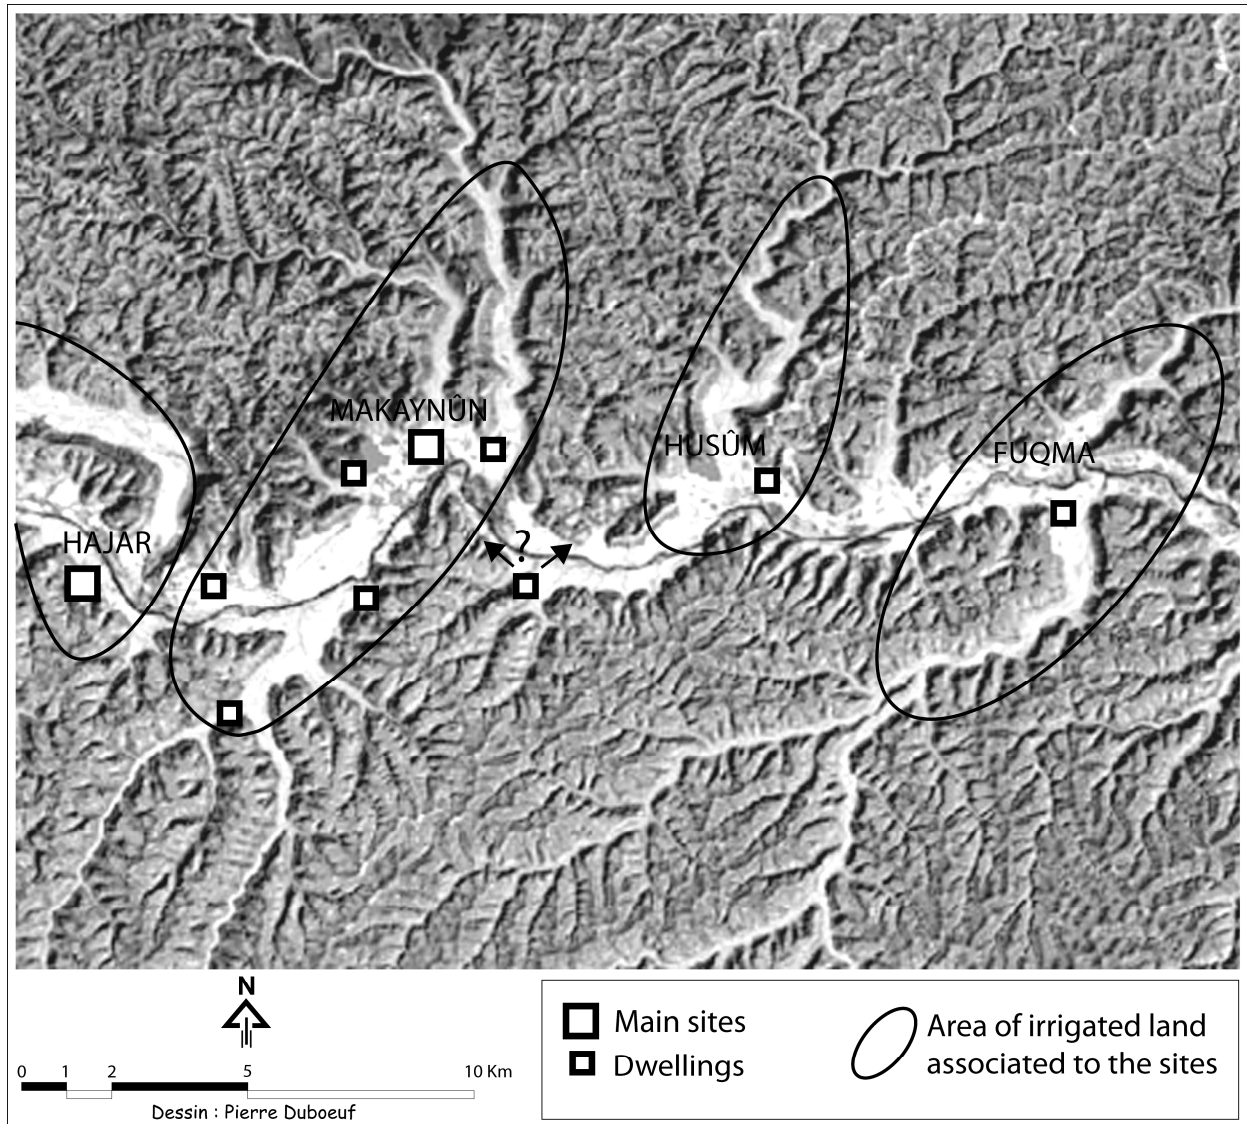 MAKAYNÛN
HUSÛM
FUQMA
HAJAR
?
N
0 1 2 5 10 Km
Dessin : Pierre Duboeuf
Main sites
Dwellings
Area of irrigated land
associated to the sites